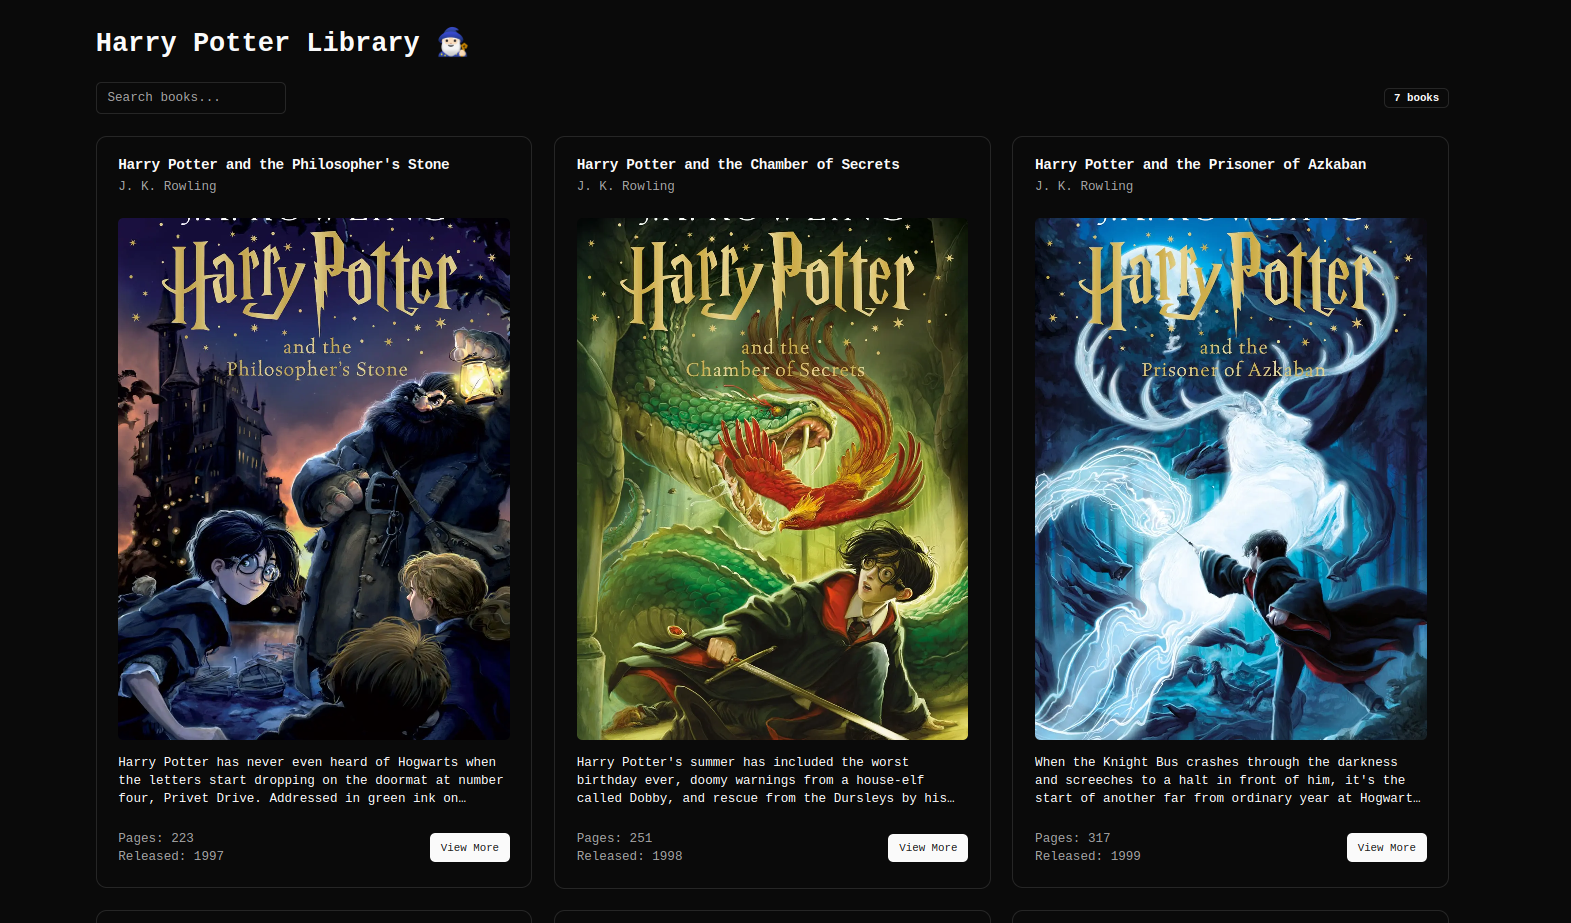 Harry Potter Library
Search books...
7 books
Harry Potter and the Philosopher's Stone
J. K. Rowling
Harry Potter
and the
Philosopher's Stone
Harry Potter has never even heard of Hogwarts when
the letters start dropping on the doormat at number
four, Privet Drive. Addressed in green ink on…
Pages: 223
Released: 1997
View More
Harry Potter and the Chamber of Secrets
J. K. Rowling
Harry Potter
and the
Chamber of Secrets
Harry Potter's summer has included the worst
birthday ever, doomy warnings from a house-elf
called Dobby, and rescue from the Dursleys by his…
Pages: 251
Released: 1998
View More
Harry Potter and the Prisoner of Azkaban
J. K. Rowling
Harry Potter
and the
Prisoner of Azkaban
When the Knight Bus crashes through the darkness
and screeches to a halt in front of him, it's the
start of another far from ordinary year at Hogwart…
Pages: 317
Released: 1999
View More